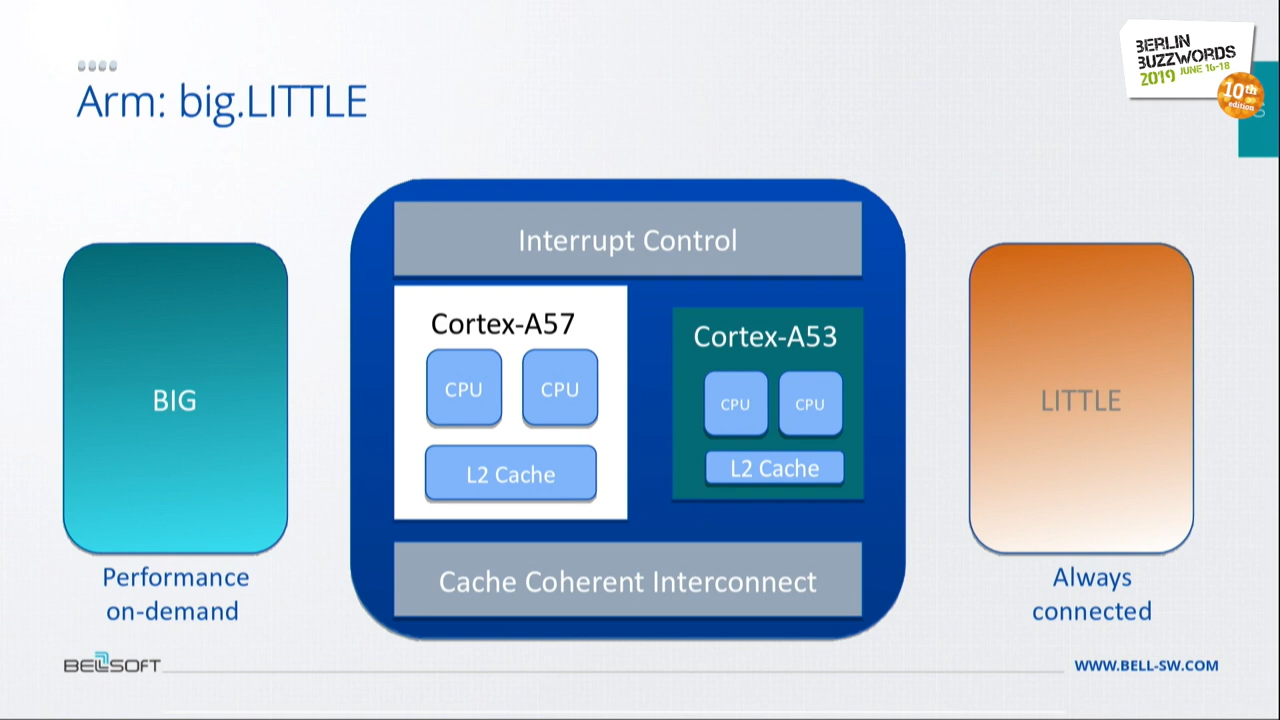 BERLIN
BUZZWORDS
2019 JUNE 16-18
10th
edition
Arm: big.LITTLE
Interrupt Control
Cortex-A57
CPU CPU
L2 Cache
Cortex-A53
CPU CPU
L2 Cache
Cache Coherent Interconnect
BIG
Performance
on-demand
LITTLE
Always
connected
BELLSOFT
WWW.BELL-SW.COM